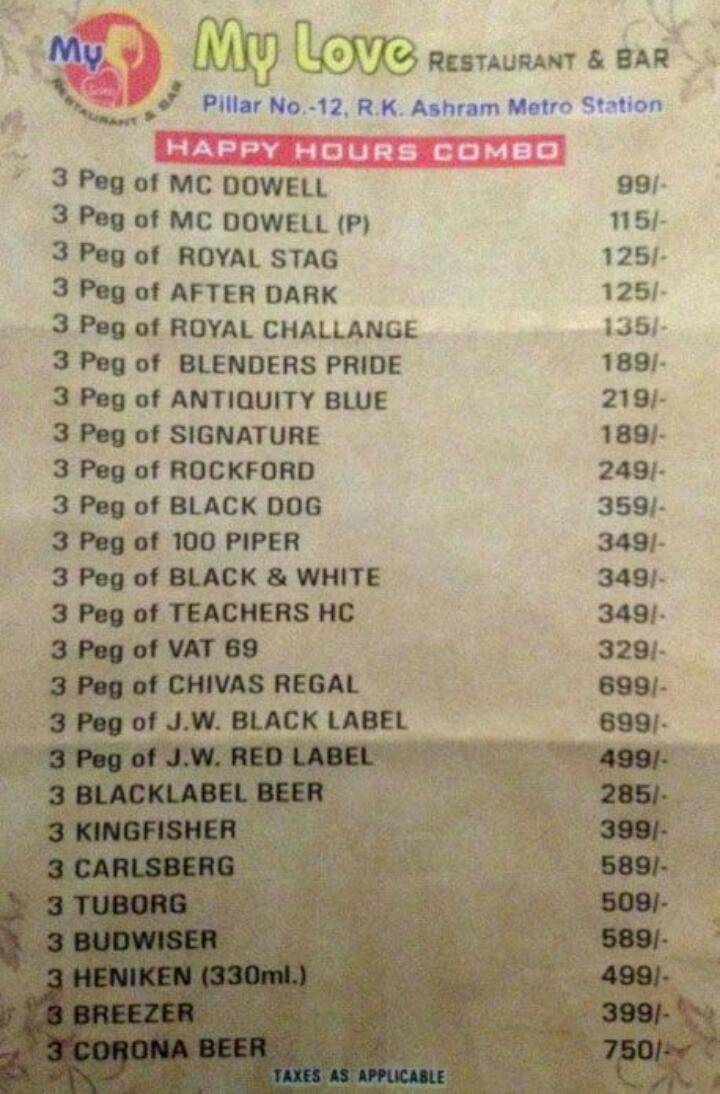 My
Love
RESTAURANT & BAR
My Love RESTAURANT & BAR
Pillar No.-12, R.K. Ashram Metro Station
HAPPY HOURS COMBO
3 Peg of MC DOWELL 99/-
3 Peg of MC DOWELL (P) 115/-
3 Peg of ROYAL STAG 125/-
3 Peg of AFTER DARK 125/-
3 Peg of ROYAL CHALLANGE 135/-
3 Peg of BLENDERS PRIDE 189/-
3 Peg of ANTIQUITY BLUE 219/-
3 Peg of SIGNATURE 189/-
3 Peg of ROCKFORD 249/-
3 Peg of BLACK DOG 359/-
3 Peg of 100 PIPER 349/-
3 Peg of BLACK & WHITE 349/-
3 Peg of TEACHERS HC 349/-
3 Peg of VAT 69 329/-
3 Peg of CHIVAS REGAL 699/-
3 Peg of J.W. BLACK LABEL 699/-
3 Peg of J.W. RED LABEL 499/-
3 BLACKLABEL BEER 285/-
3 KINGFISHER 399/-
3 CARLSBERG 589/-
3 TUBORG 509/-
3 BUDWISER 589/-
3 HENIKEN (330ml.) 499/-
3 BREEZER 399/-
3 CORONA BEER 750/-
TAXES AS APPLICABLE